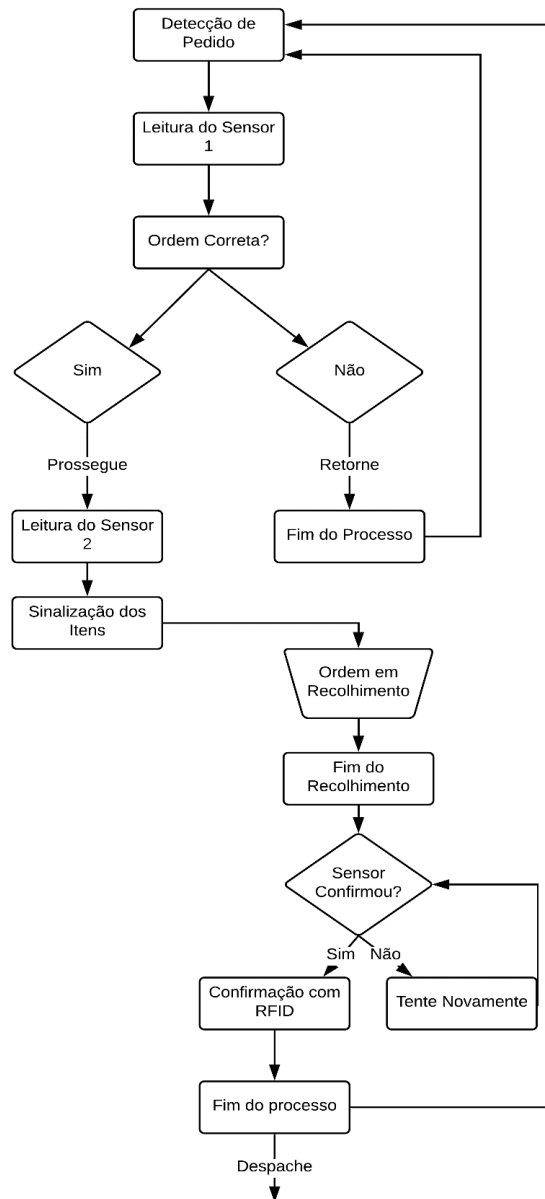 Detecção de
Pedido
Leitura do Sensor
1
Ordem Correta?
Sim
Não
Prossegue
Retorne
Leitura do Sensor
2
Fim do Processo
Sinalização dos
Itens
Ordem em
Recolhimento
Fim do
Recolhimento
Sensor
Confirmou?
Sim
Não
Confirmação com
RFID
Tente Novamente
Fim do processo
Despache